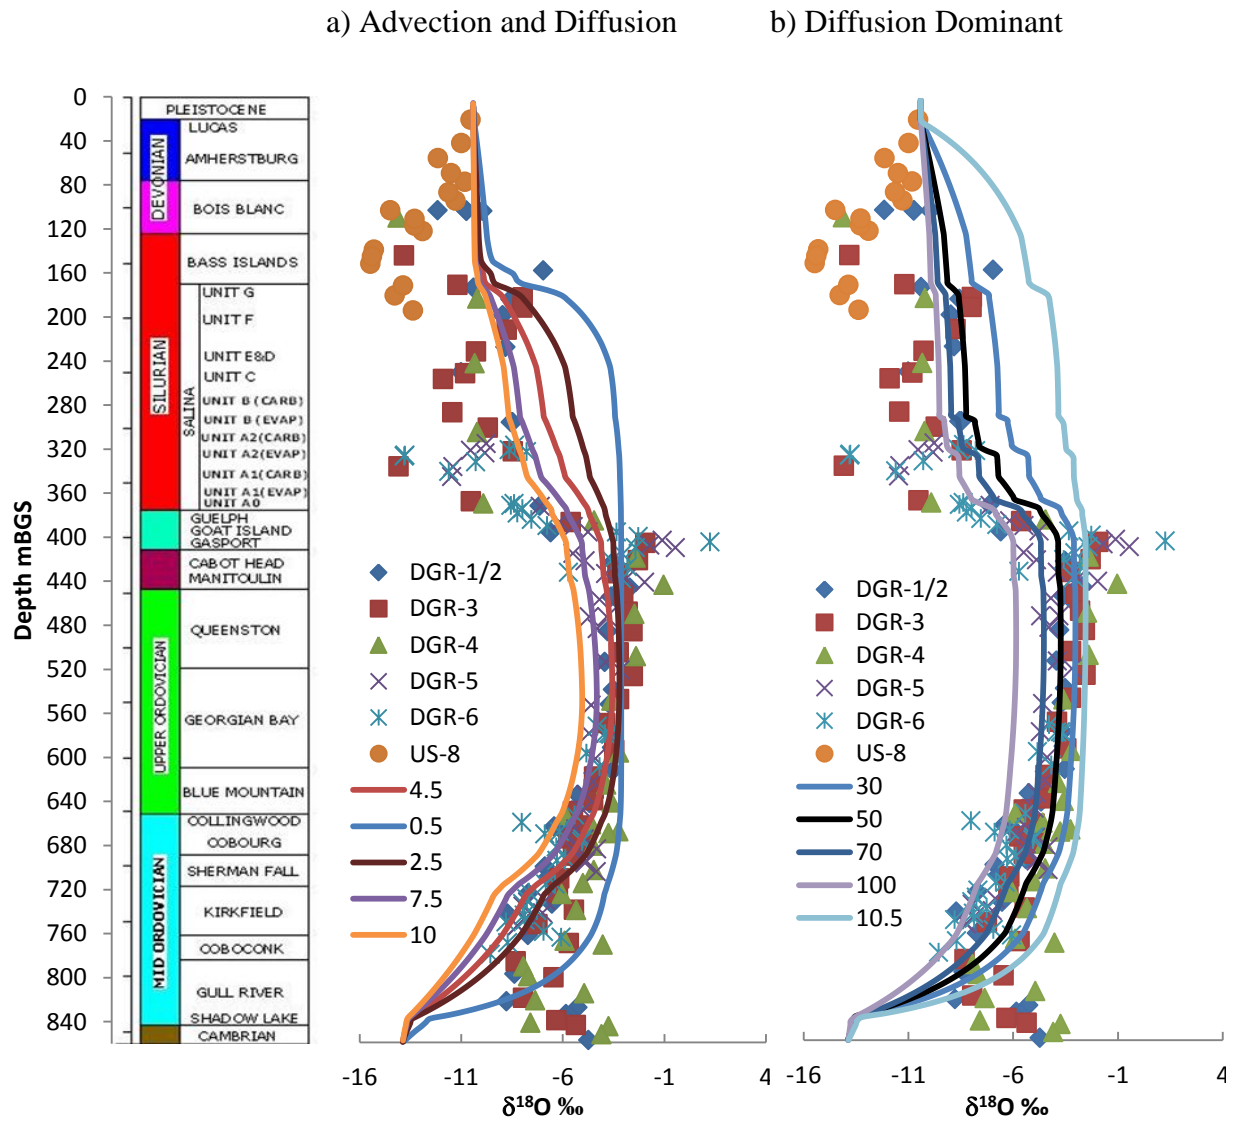 a) Advection and Diffusion
b) Diffusion Dominant
Depth mBGS
0
40
80
120
160
200
240
280
320
360
400
440
480
520
560
600
640
680
720
760
800
840
DEVONIAN
SILURIAN
UPPER ORDOVICIAN
MID ORDOVICIAN
PLEISTOCENE
LUCAS
AMHERSTBURG
BOIS BLANC
BASS ISLANDS
SALINA
UNIT G
UNIT F
UNIT E&D
UNIT C
UNIT B (CARB)
UNIT B (EVAP)
UNIT A2(CARB)
UNIT A2(EVAP)
UNIT A1(CARB)
UNIT A1(EVAP)
UNIT A0
GUELPH
GOAT ISLAND
GASPORT
CABOT HEAD
MANITOULIN
QUEENSTON
GEORGIAN BAY
BLUE MOUNTAIN
COLLINGWOOD
COBOURG
SHERMAN FALL
KIRKFIELD
COBOCONK
GULL RIVER
SHADOW LAKE
CAMBRIAN
DGR-1/2
DGR-3
DGR-4
DGR-5
DGR-6
US-8
4.5
0.5
2.5
7.5
10
-16
-11
-6
-1
4
δ¹⁸O ‰
DGR-1/2
DGR-3
DGR-4
DGR-5
DGR-6
US-8
30
50
70
100
10.5
-16
-11
-6
-1
4
δ¹⁸O ‰